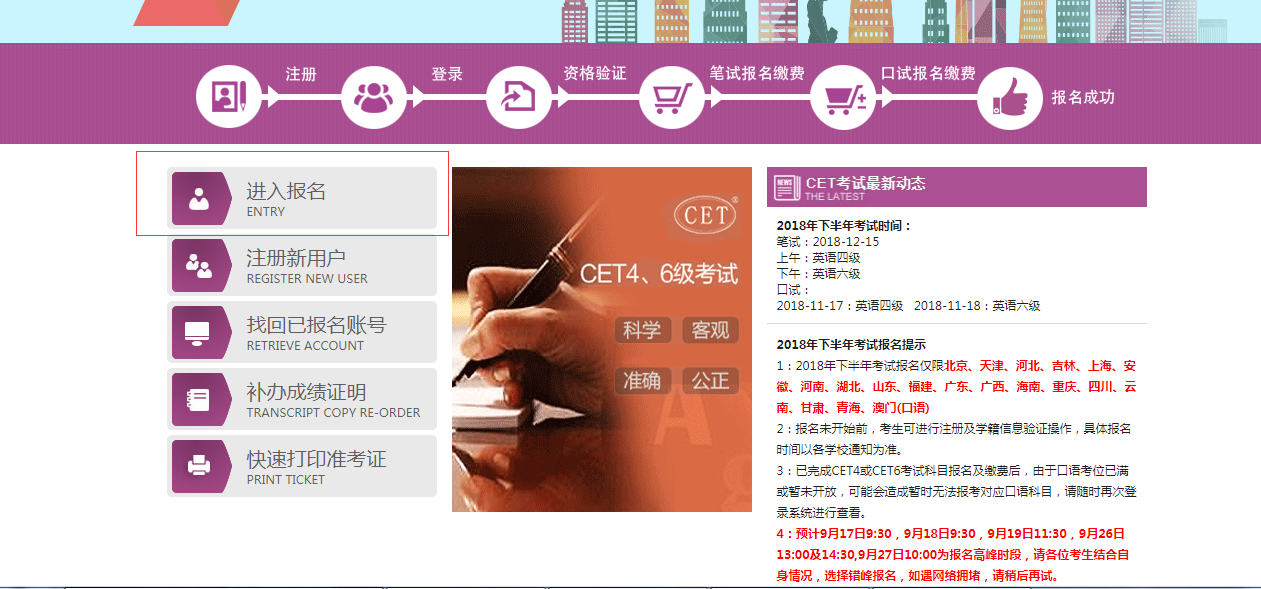 注册
登录
资格验证
笔试报名缴费
口试报名缴费
报名成功
进入报名
ENTRY
注册新用户
REGISTER NEW USER
找回已报名账号
RETRIEVE ACCOUNT
补办成绩证明
TRANSCRIPT COPY RE-ORDER
快速打印准考证
PRINT TICKET
CET®
CET4、6级考试
科学 客观
准确 公正
NEWS
CET考试最新动态
THE LATEST
2018年下半年考试时间：
笔试：2018-12-15
上午：英语四级
下午：英语六级
口试：
2018-11-17：英语四级 2018-11-18：英语六级
2018年下半年考试报名提示
1：2018年下半年考试报名仅限北京、天津、河北、吉林、上海、安
徽、河南、湖北、山东、福建、广东、广西、海南、重庆、四川、云
南、甘肃、青海、澳门(口语)
2：报名未开始前，考生可进行注册及学籍信息验证操作，具体报名
时间以各学校通知为准。
3：已完成CET4或CET6考试科目报名及缴费后，由于口语考位已满
或暂未开放，可能会造成暂时无法报考对应口语科目，请随时再次登
录系统进行查看。
4：预计9月17日9:30，9月18日9:30，9月19日11:30，9月26日
13:00及14:30,9月27日10:00为报名高峰时段，请各位考生结合自
身情况，选择错峰报名，如遇网络拥堵，请稍后再试。